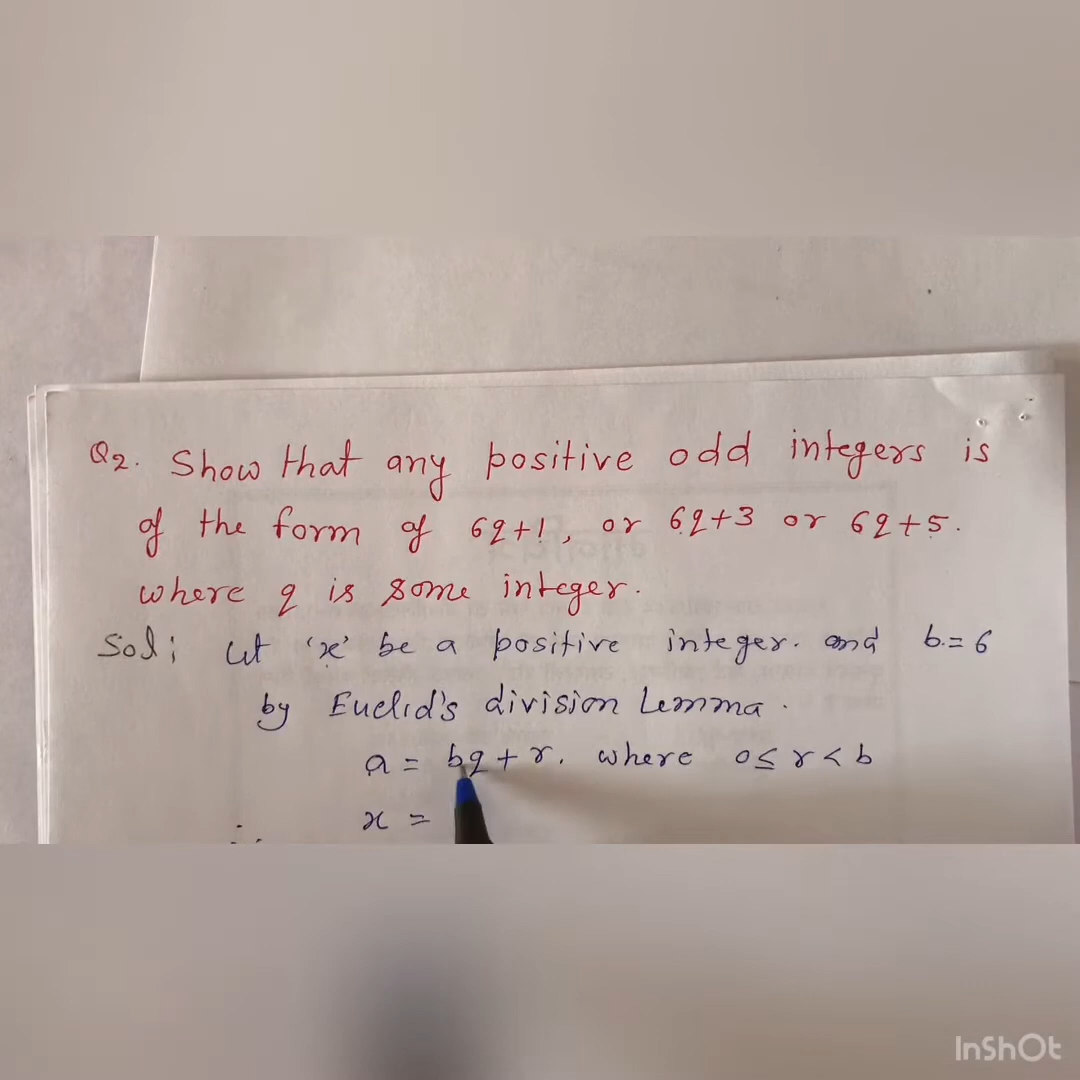 Q2. Show that any positive odd integers is
of the form of 6q+1, or 6q+3 or 6q+5.
where q is some integer.
Sol; Let 'x' be a positive integer. and b=6
by Euclid's division Lemma.
a = bq + r. where 0≤ r < b
x =
InShOt